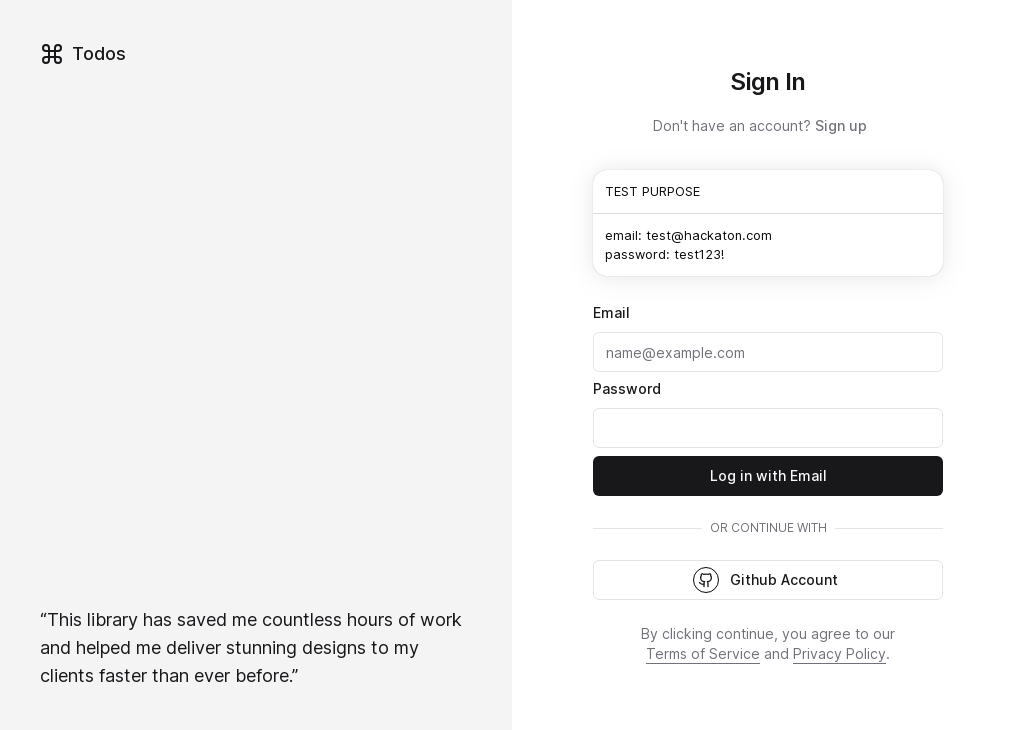 Todos
“This library has saved me countless hours of work
and helped me deliver stunning designs to my
clients faster than ever before.”
Sign In
Don't have an account? Sign up
TEST PURPOSE
email: test@hackaton.com
password: test123!
Email
name@example.com
Password
Log in with Email
OR CONTINUE WITH
Github Account
By clicking continue, you agree to our
Terms of Service and Privacy Policy.